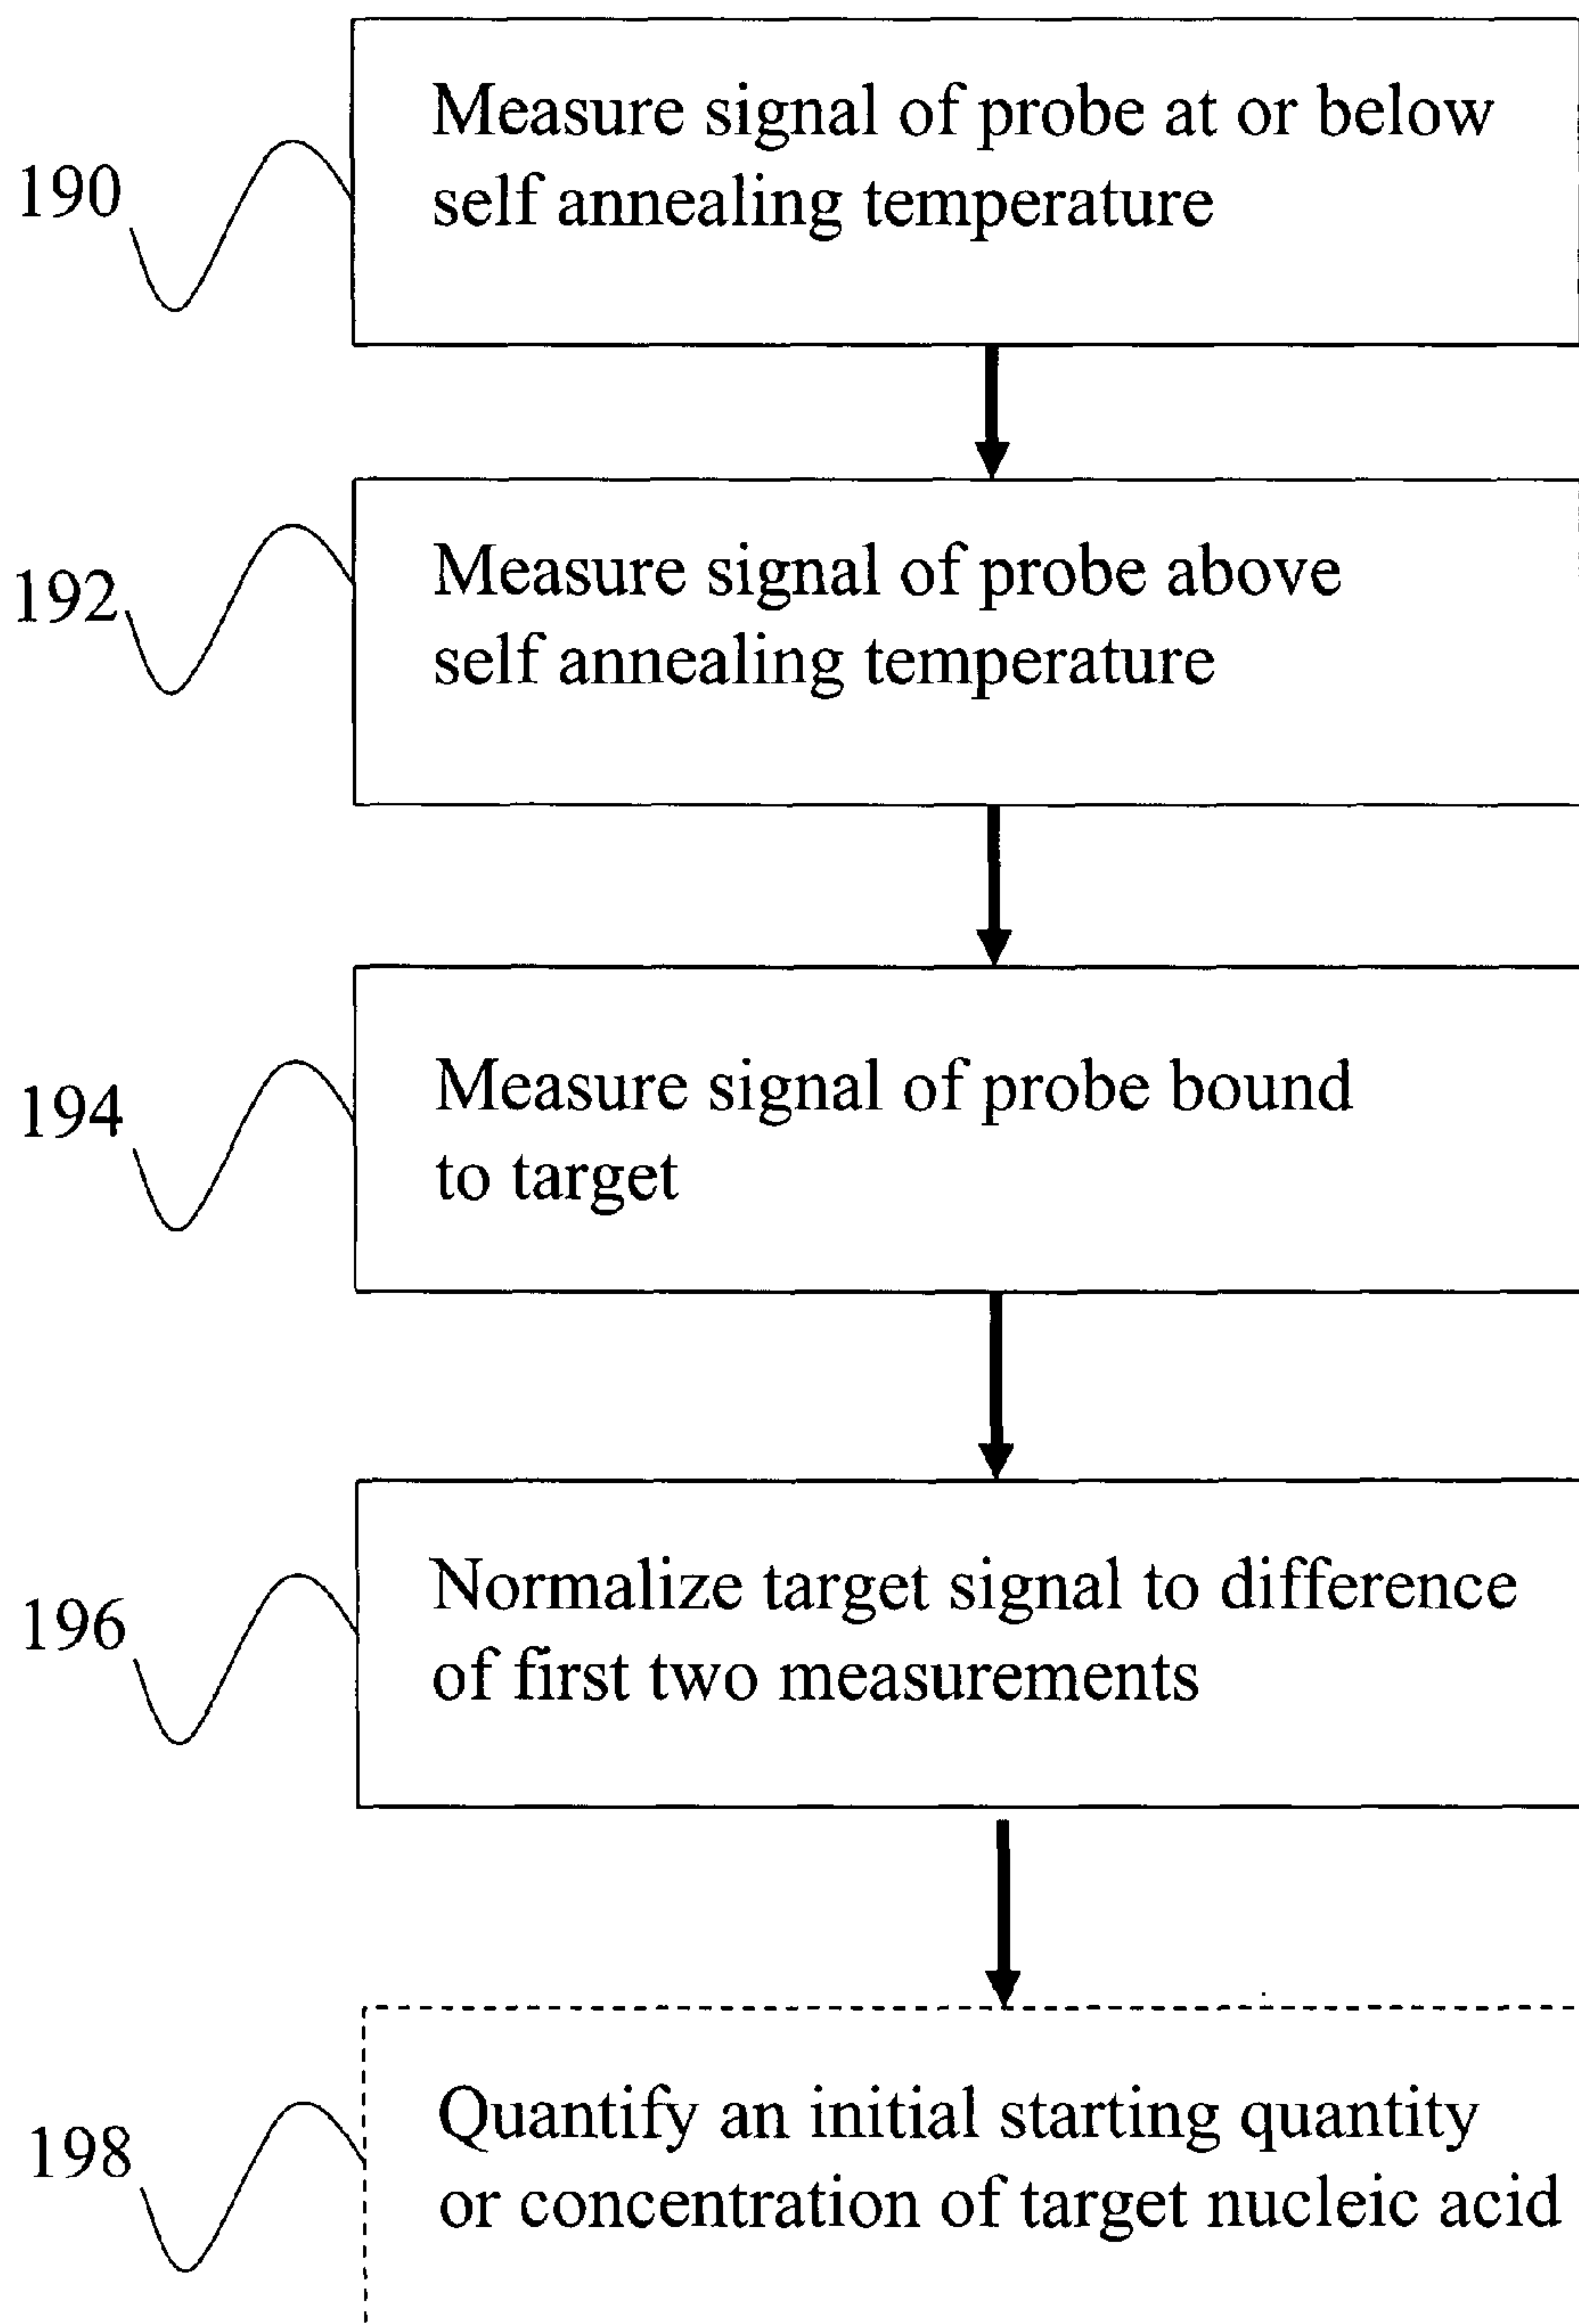 190
Measure signal of probe at or below
self annealing temperature
192
Measure signal of probe above
self annealing temperature
194
Measure signal of probe bound
to target
196
Normalize target signal to difference
of first two measurements
198
Quantify an initial starting quantity
or concentration of target nucleic acid